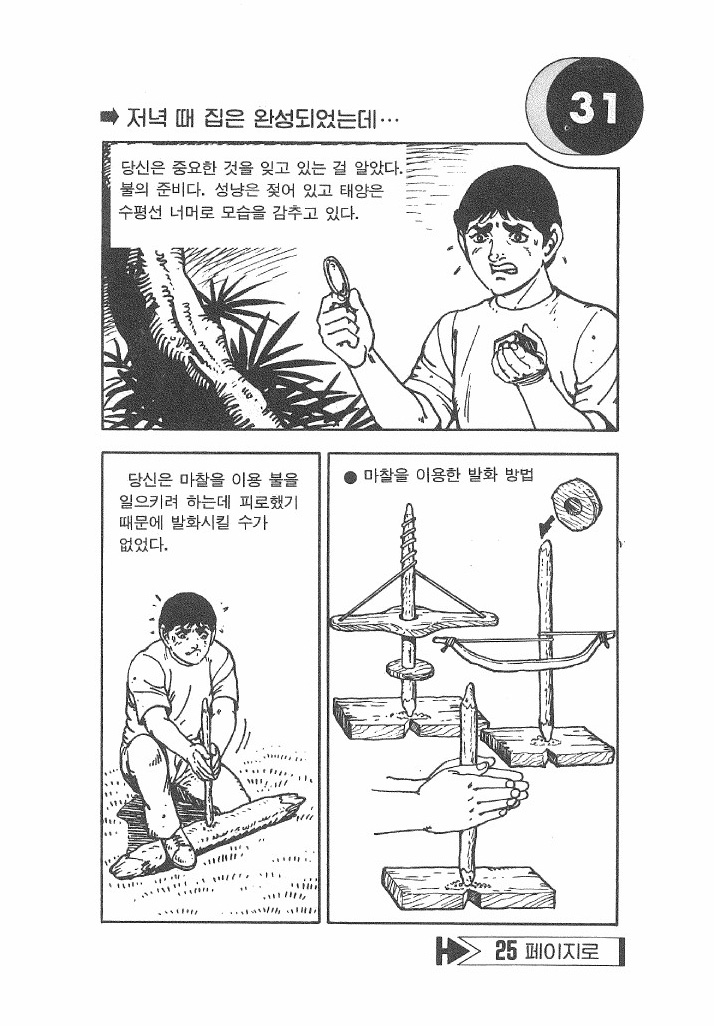 31
➡ 저녁 때 집은 완성되었는데…
당신은 중요한 것을 잊고 있는 걸 알았다.
불의 준비다. 성냥은 젖어 있고 태양은
수평선 너머로 모습을 감추고 있다.
당신은 마찰을 이용 불을
일으키려 하는데 피로했기
때문에 발화시킬 수가
없었다.
● 마찰을 이용한 발화 방법
25 페이지로